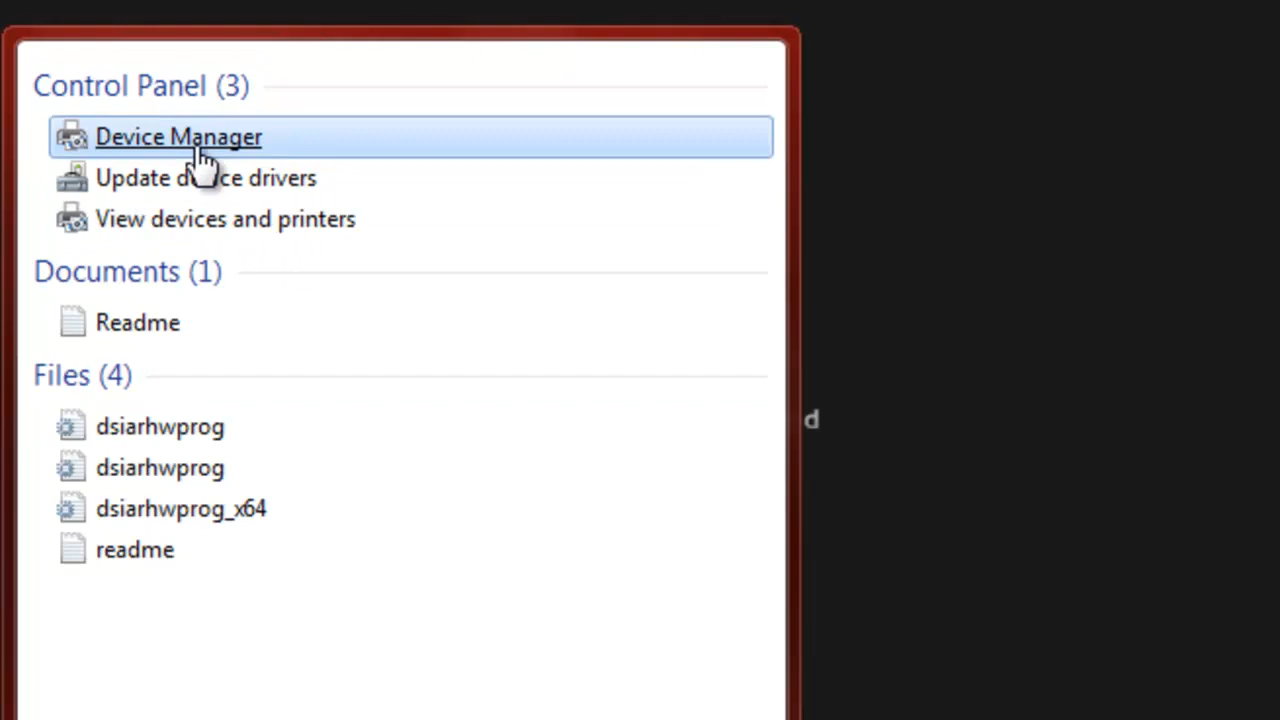 Control Panel (3)
Device Manager
Update device drivers
View devices and printers
Documents (1)
Readme
Files (4)
dsiarhwprog
d
dsiarhwprog
dsiarhwprog_x64
readme